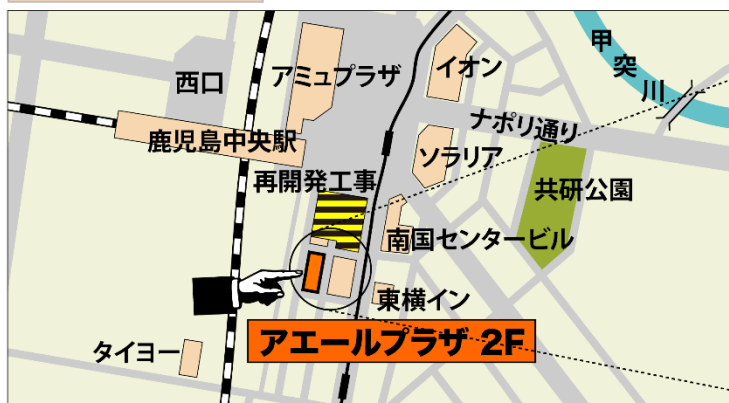 西口
アミュプラザ
イオン
甲突川
鹿児島中央駅
ナポリ通り
ソラリア
再開発工事
共研公園
南国センタービル
東横イン
アエールプラザ 2F
タイヨー